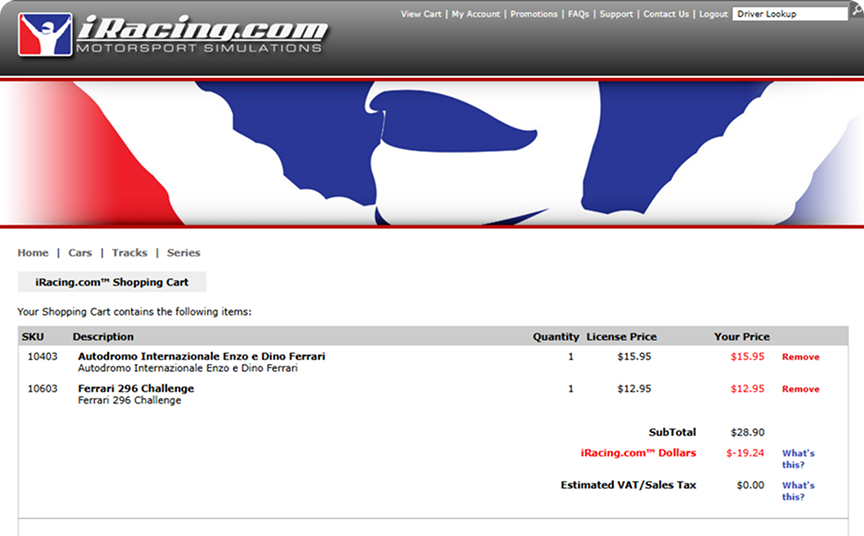 View Cart | My Account | Promotions | FAQs | Support | Contact Us | Logout Driver Lookup
iRacing.com
MOTORSPORT SIMULATIONS
Home | Cars | Tracks | Series
iRacing.com™ Shopping Cart
Your Shopping Cart contains the following items:
SKU Description Quantity License Price Your Price
10403 Autodromo Internazionale Enzo e Dino Ferrari 1 $15.95 $15.95 Remove
Autodromo Internazionale Enzo e Dino Ferrari
10603 Ferrari 296 Challenge 1 $12.95 $12.95 Remove
Ferrari 296 Challenge
SubTotal $28.90
iRacing.com™ Dollars $-19.24 What's
this?
Estimated VAT/Sales Tax $0.00 What's
this?